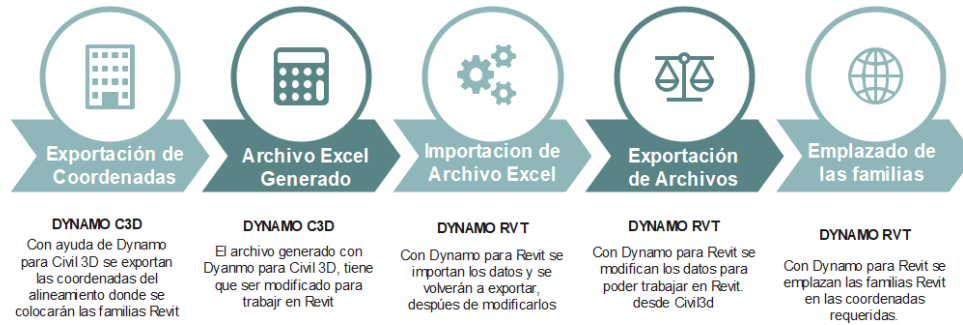 Exportación de
Coordenadas
Archivo Excel
Generado
Importacion de
Archivo Excel
Exportación
de Archivos
Emplazado de
las familias
DYNAMO C3D
Con ayuda de Dynamo
para Civil 3D se exportan
las coordenadas del
alineamiento donde se
colocarán las familias Revit
DYNAMO C3D
El archivo generado con
Dyanmo para Civil 3D, tiene
que ser modificado para
trabajr en Revit
DYNAMO RVT
Con Dynamo para Revit se
importan los datos y se
volverán a exportar,
despúes de modificarlos
DYNAMO RVT
Con Dynamo para Revit se
modifican los datos para
poder trabajar en Revit.
desde Civil3d
DYNAMO RVT
Con Dynamo para Revit se
emplazan las familias Revit
en las coordenadas
requeridas.